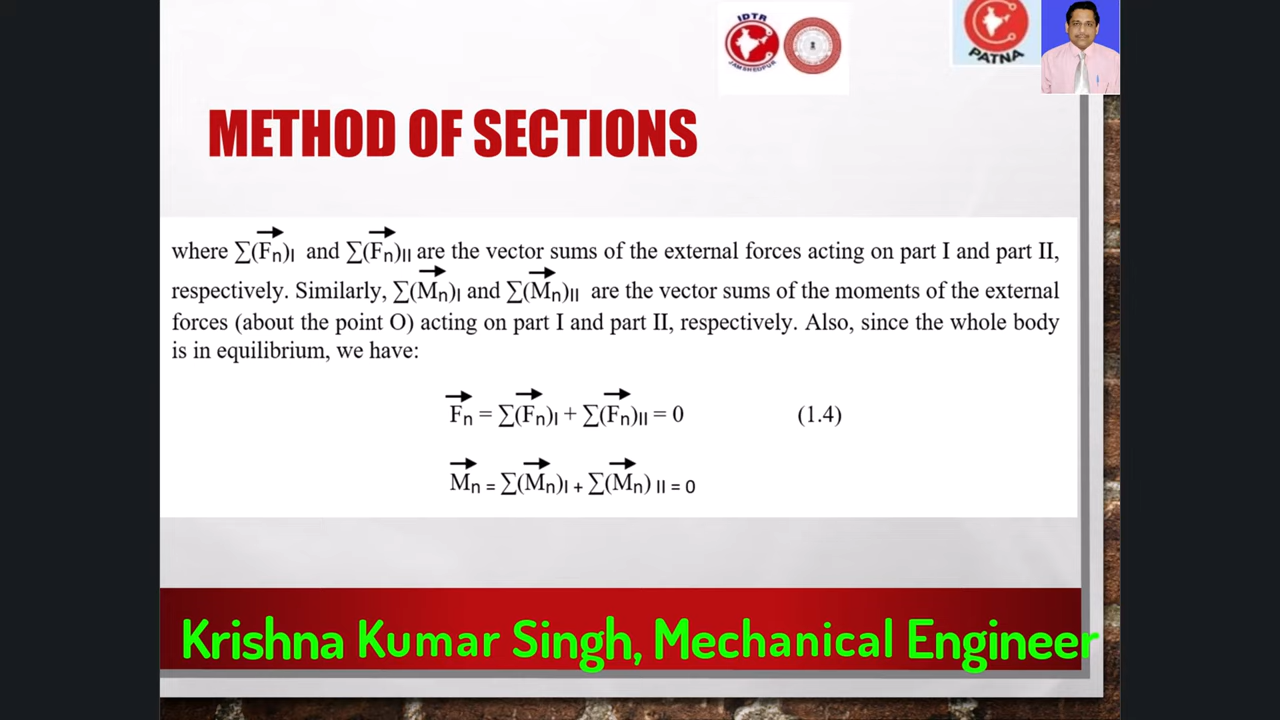 IDTR
JAMSHEDPUR
PATNA
METHOD OF SECTIONS
where ∑(F⃗n)I and ∑(F⃗n)II are the vector sums of the external forces acting on part I and part II,
respectively. Similarly, ∑(M⃗n)I and ∑(M⃗n)II are the vector sums of the moments of the external
forces (about the point O) acting on part I and part II, respectively. Also, since the whole body
is in equilibrium, we have:
F⃗n = ∑(F⃗n)I + ∑(F⃗n)II = 0 (1.4)
M⃗n = ∑(M⃗n)I + ∑(M⃗n) II = 0
Krishna Kumar Singh, Mechanical Engineer